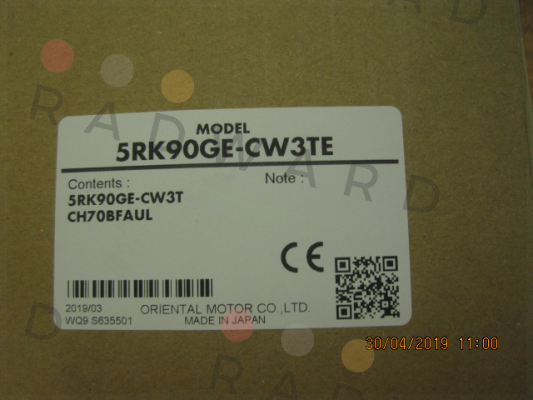 MODEL
5RK90GE-CW3TE
Contents :
Note :
5RK90GE-CW3T
CH70BFAUL
CE
2019/03
ORIENTAL MOTOR CO.,LTD.
WQ9 S635501
MADE IN JAPAN
30/04/2019 11:00
RADWARD